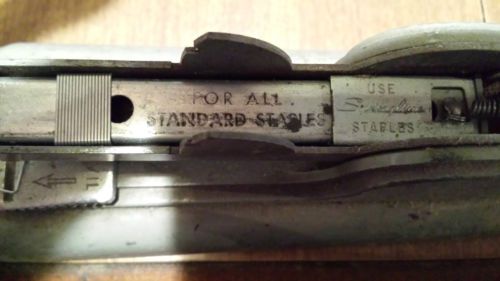 FOR ALL
STANDARD STAPLES
USE
Swingline
STAPLES